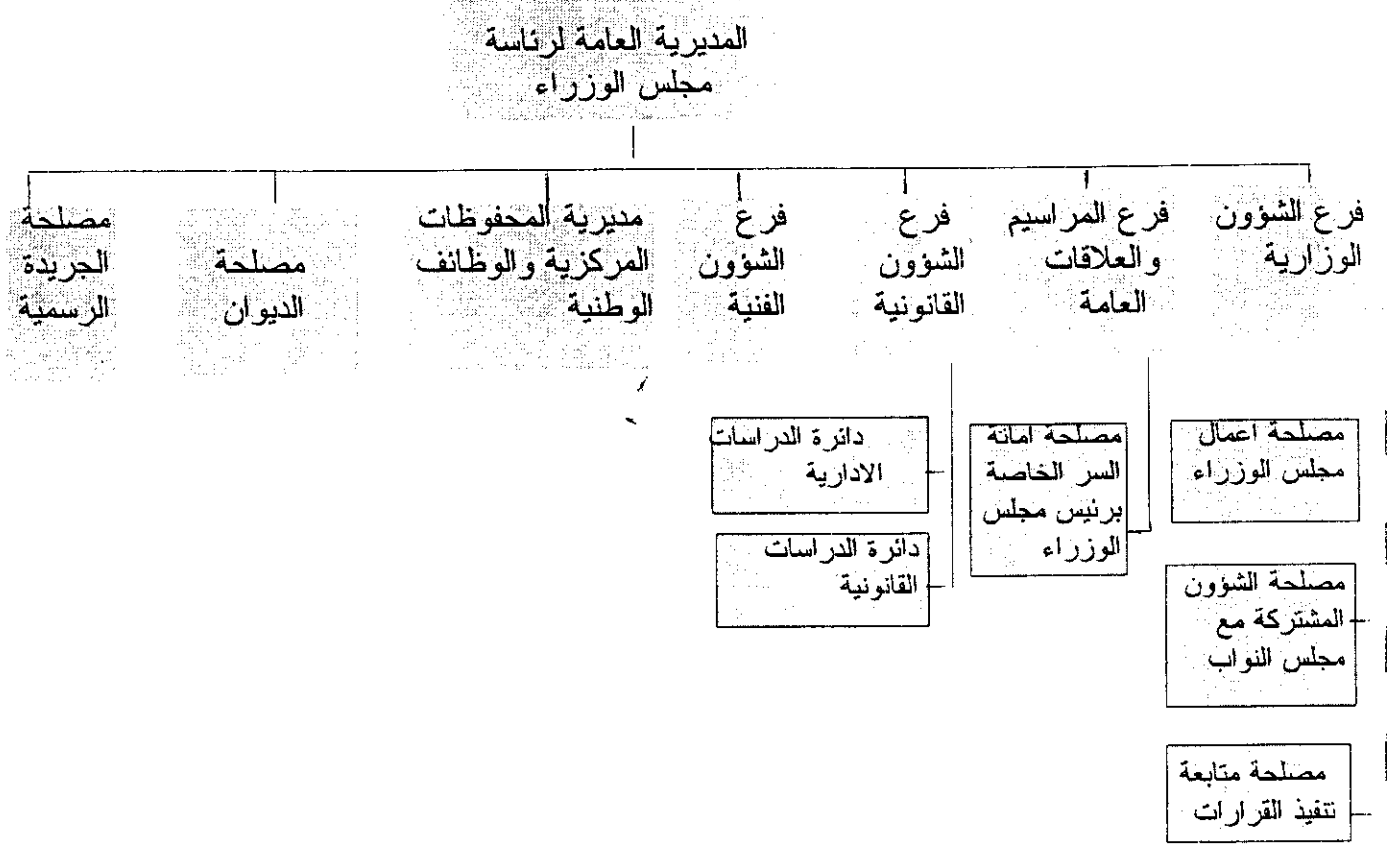 المديرية العامة لرئاسة
مجلس الوزراء
فرع الشؤون
الوزارية
فرع المراسيم
والعلاقات
العامة
فرع
الشؤون
القانونية
فرع
الشؤون
الفنية
مديرية المحفوظات
المركزية والوظائف
الوطنية
مصلحة
الديوان
مصلحة
الجريدة
الرسمية
مصلحة اعمال
مجلس الوزراء
مصلحة الشؤون
المشتركة مع
مجلس النواب
مصلحة متابعة
تنفيذ القرارات
مصلحة امانة
السر الخاصة
برئيس مجلس
الوزراء
دائرة الدراسات
الادارية
دائرة الدراسات
القانونية